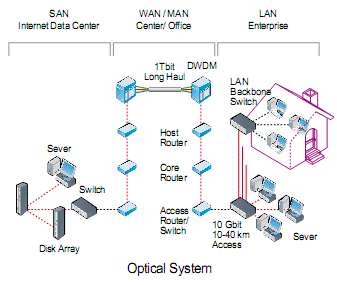 SAN
Internet Data Center
WAN / MAN
Center/ Office
LAN
Enterprise
1Tbit
Long Haul
DWDM
LAN
Backbone
Switch
Host
Router
Sever
Core
Router
Switch
Access
Router/
Switch
10 Gbit
10-40 km
Access
Sever
Disk Array
Optical System